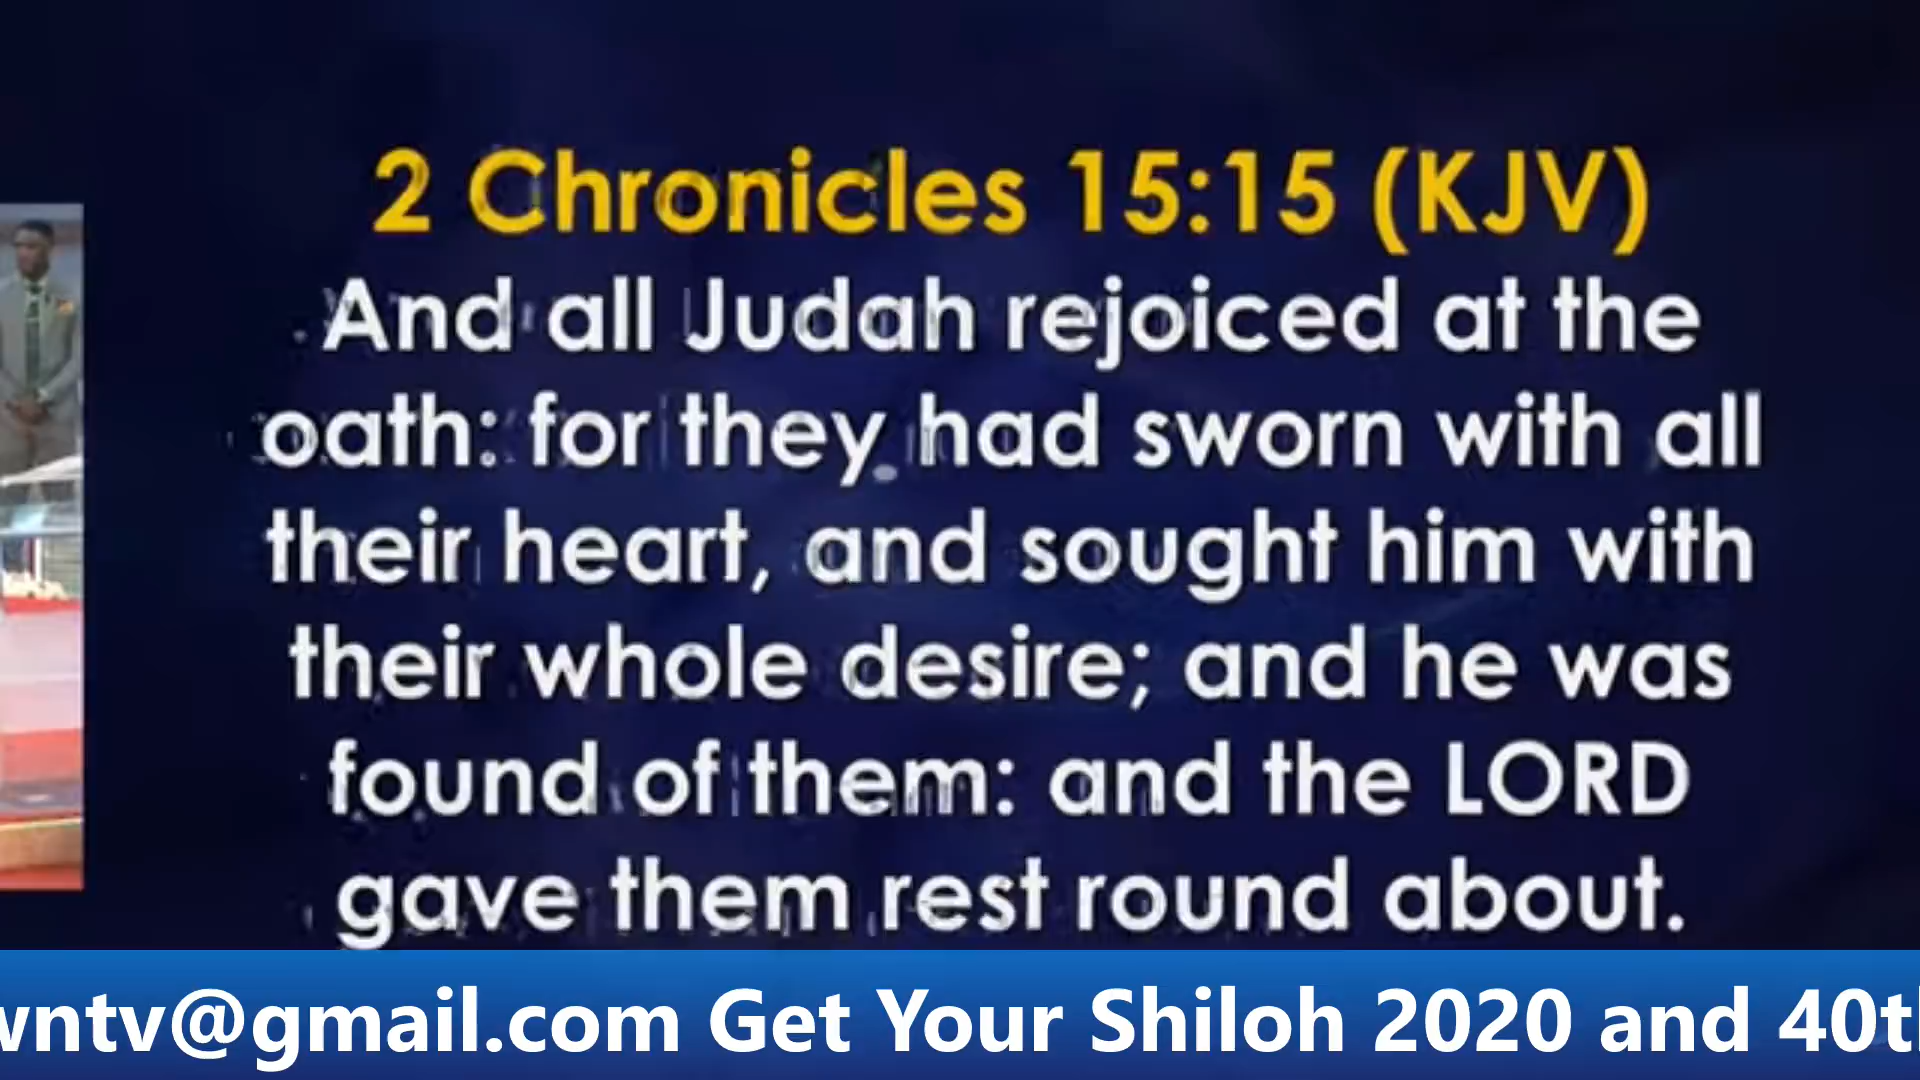 2 Chronicles 15:15 (KJV)
And all Judah rejoiced at the
oath: for they had sworn with all
their heart, and sought him with
their whole desire; and he was
found of them: and the LORD
gave them rest round about.
wntv@gmail.com Get Your Shiloh 2020 and 40th